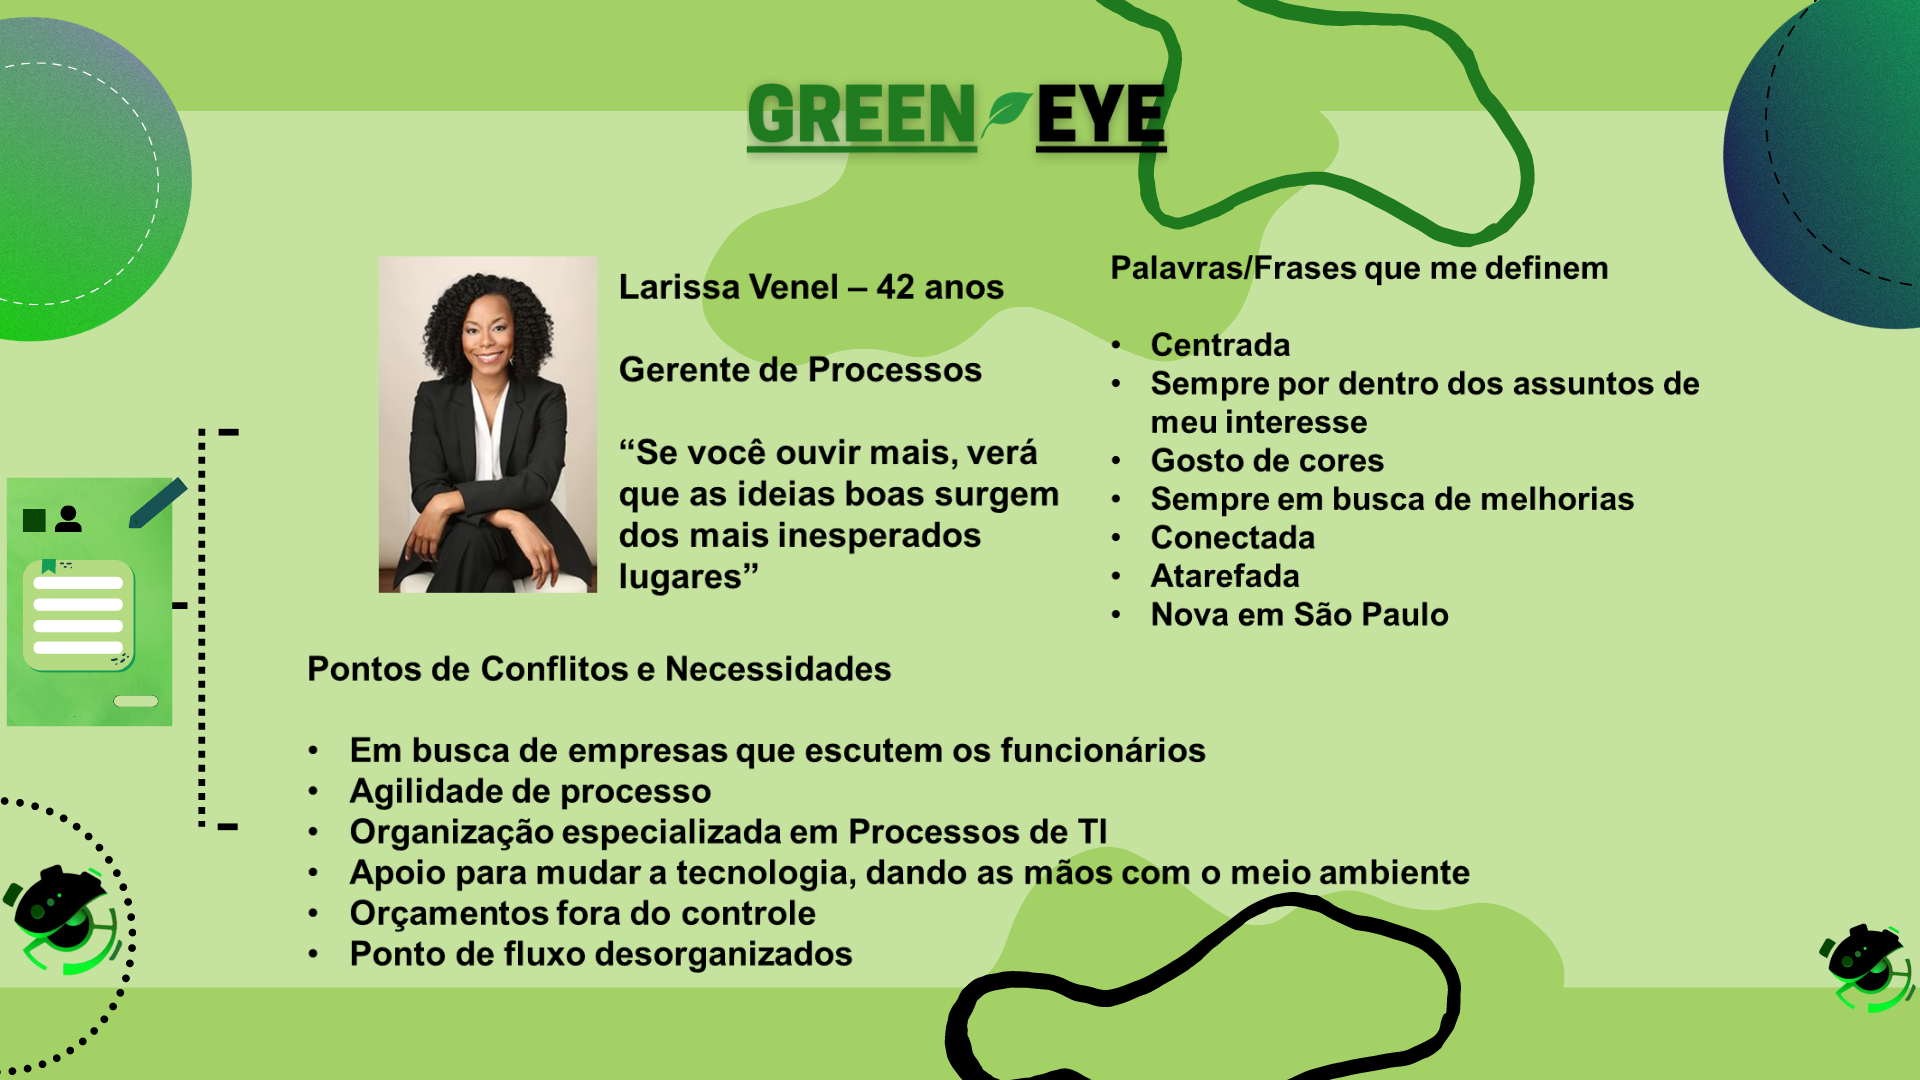 GREEN EYE
Larissa Venel – 42 anos
Gerente de Processos
“Se você ouvir mais, verá
que as ideias boas surgem
dos mais inesperados
lugares”
Palavras/Frases que me definem
• Centrada
• Sempre por dentro dos assuntos de
meu interesse
• Gosto de cores
• Sempre em busca de melhorias
• Conectada
• Atarefada
• Nova em São Paulo
Pontos de Conflitos e Necessidades
• Em busca de empresas que escutem os funcionários
• Agilidade de processo
• Organização especializada em Processos de TI
• Apoio para mudar a tecnologia, dando as mãos com o meio ambiente
• Orçamentos fora do controle
• Ponto de fluxo desorganizados